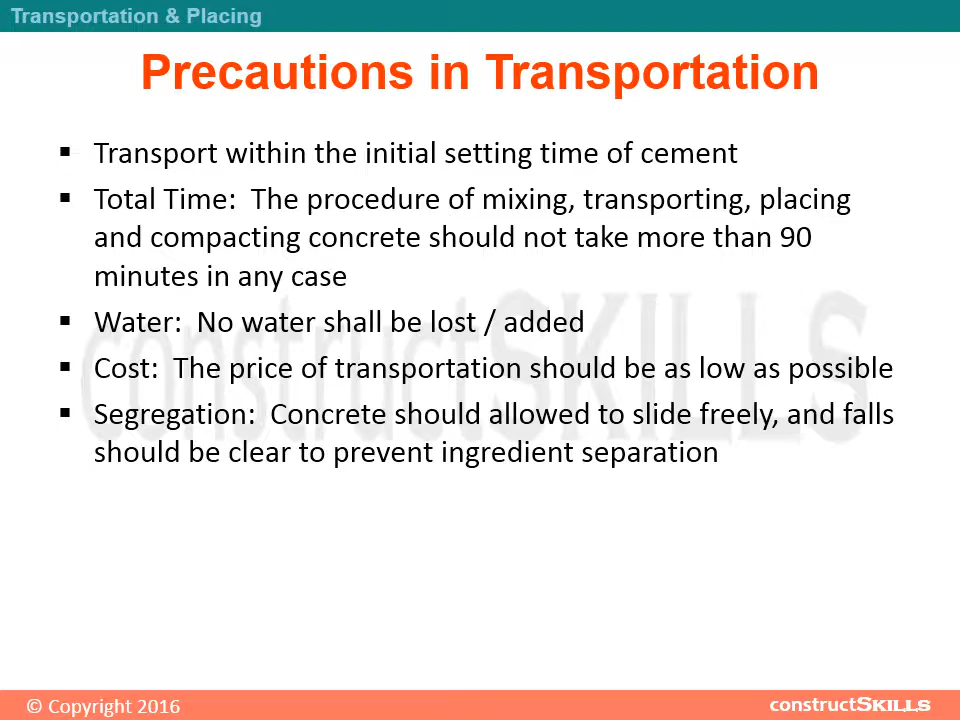 Transportation & Placing
Precautions in Transportation
▪ Transport within the initial setting time of cement
▪ Total Time:  The procedure of mixing, transporting, placing
and compacting concrete should not take more than 90
minutes in any case
▪ Water:  No water shall be lost / added
▪ Cost:  The price of transportation should be as low as possible
▪ Segregation:  Concrete should allowed to slide freely, and falls
should be clear to prevent ingredient separation
constructSKILLS
© Copyright 2016
constructSKILLS